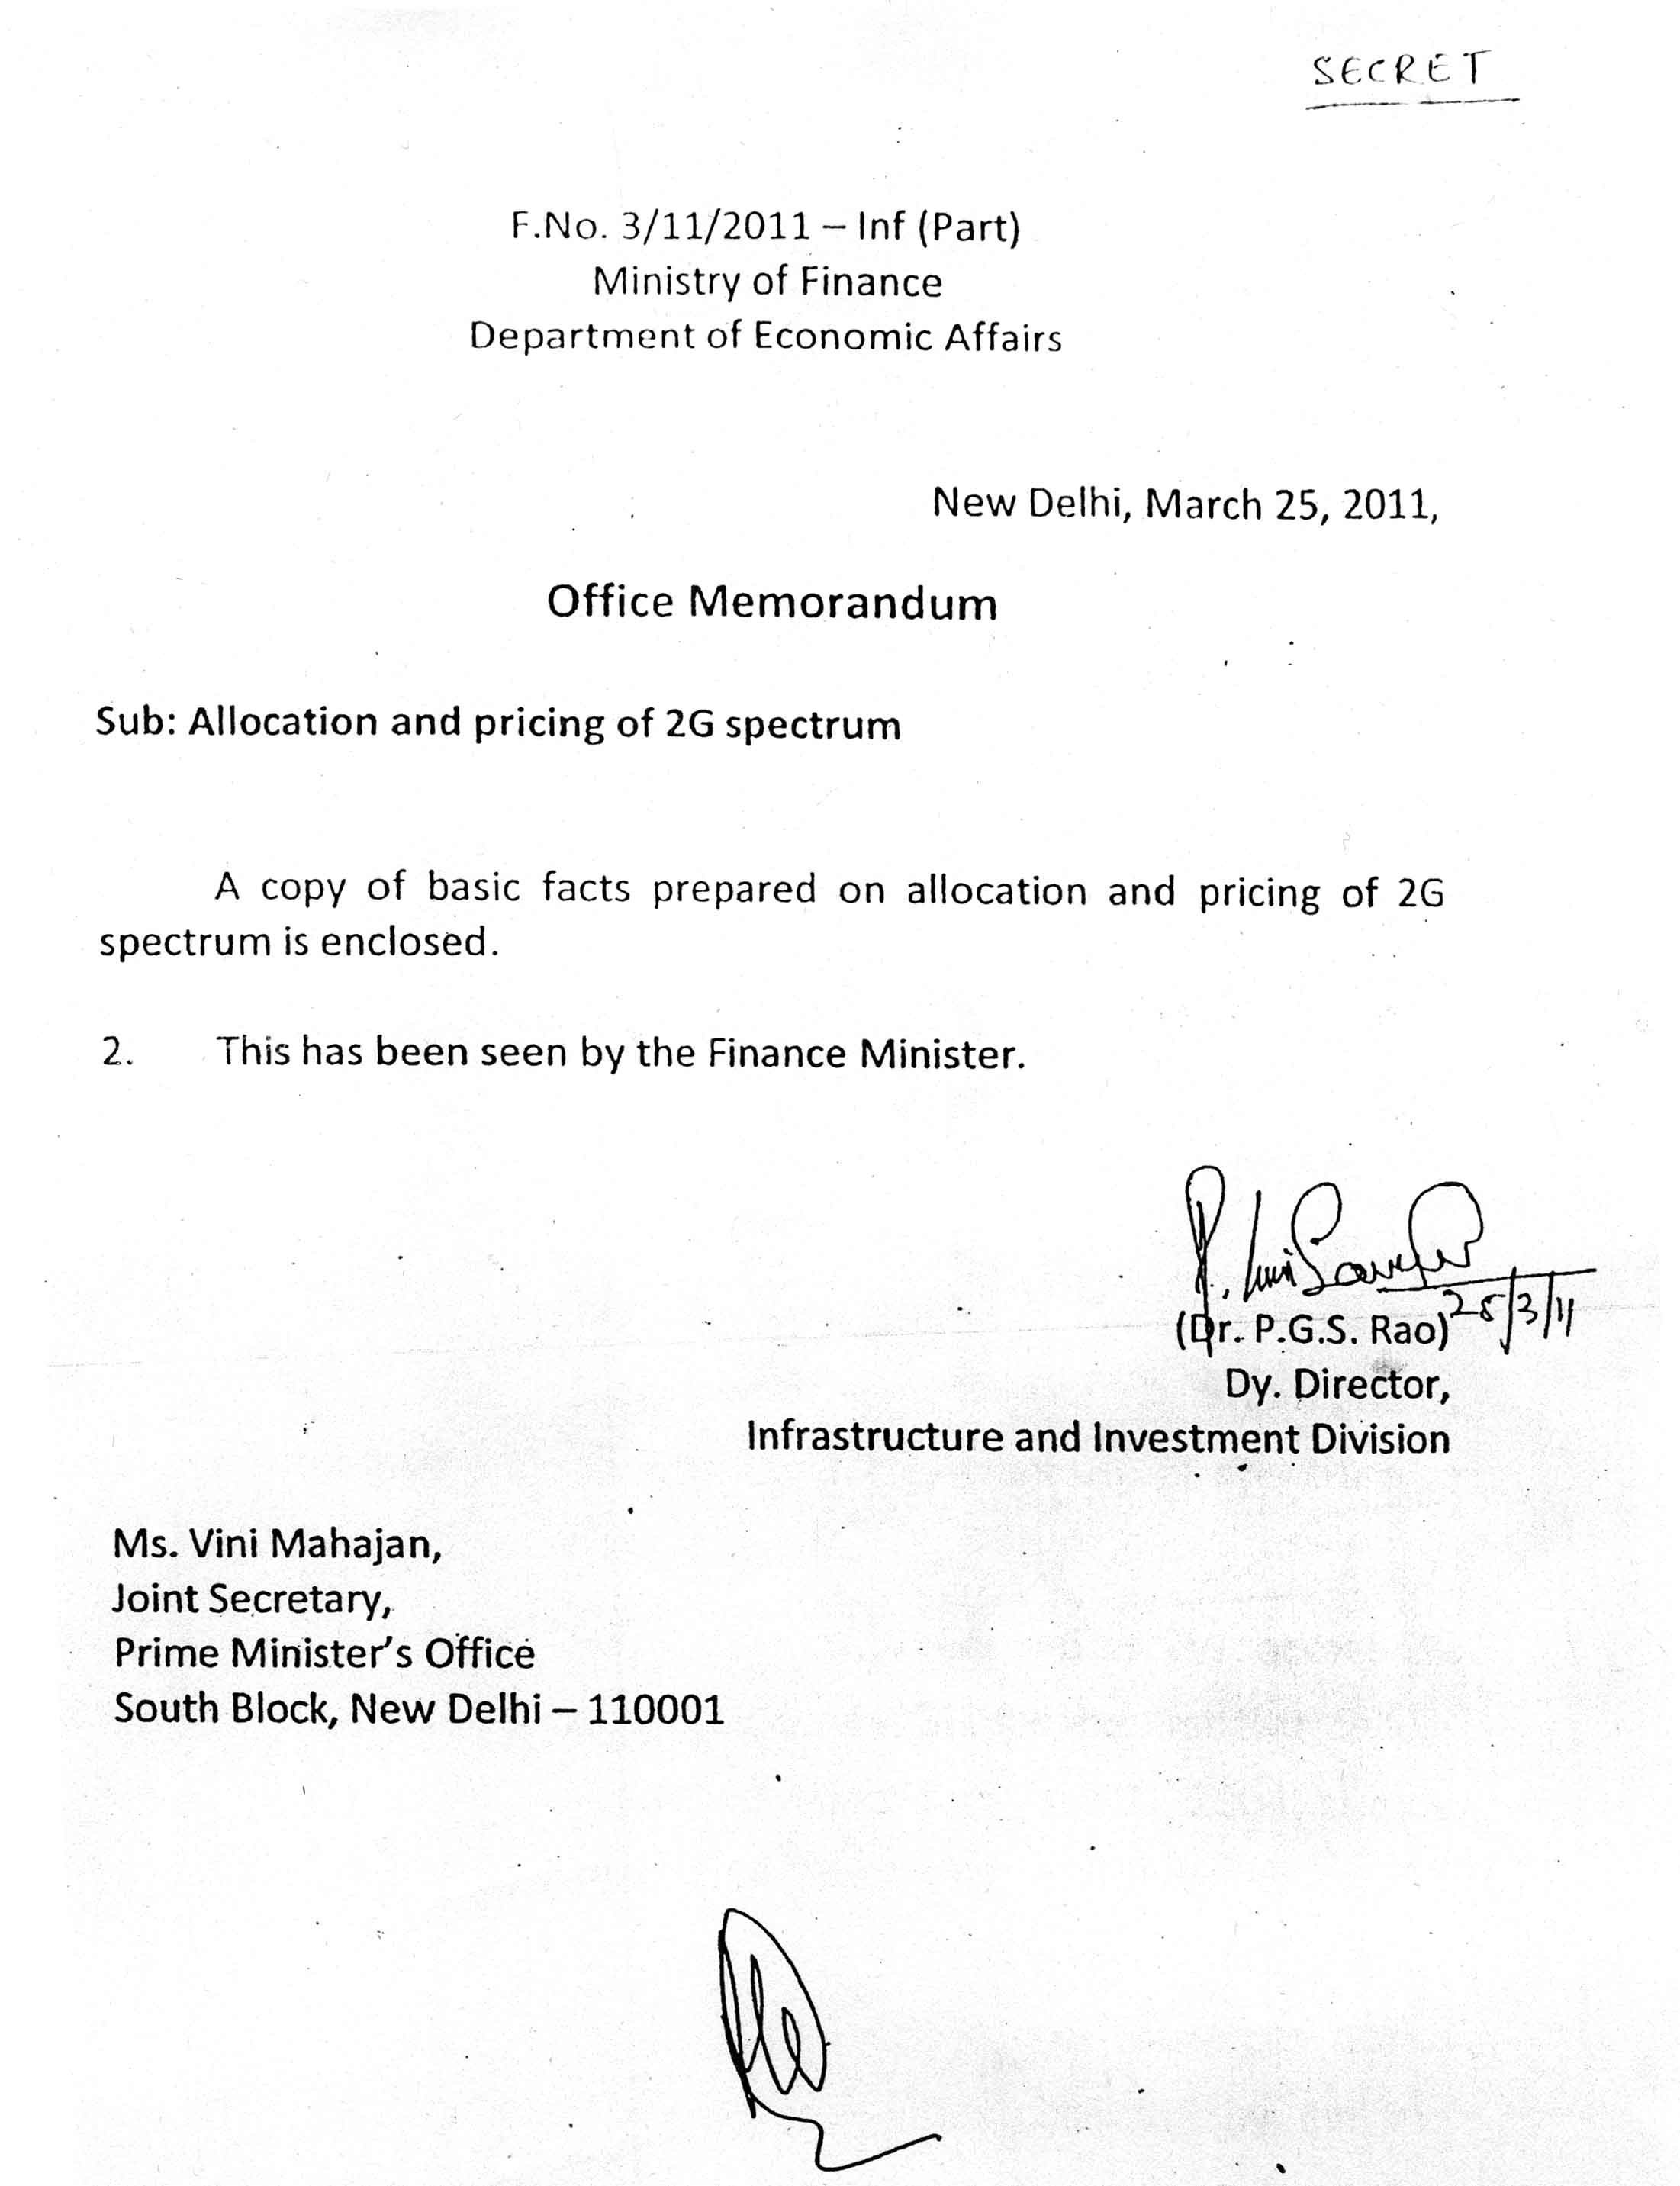 SECRET
F.No. 3/11/2011 – Inf (Part)
Ministry of Finance
Department of Economic Affairs
New Delhi, March 25, 2011,
Office Memorandum
Sub: Allocation and pricing of 2G spectrum
A copy of basic facts prepared on allocation and pricing of 2G
spectrum is enclosed.
2. This has been seen by the Finance Minister.
(Dr. P.G.S. Rao) 25/3/11
Dy. Director,
Infrastructure and Investment Division
Ms. Vini Mahajan,
Joint Secretary,
Prime Minister's Office
South Block, New Delhi – 110001